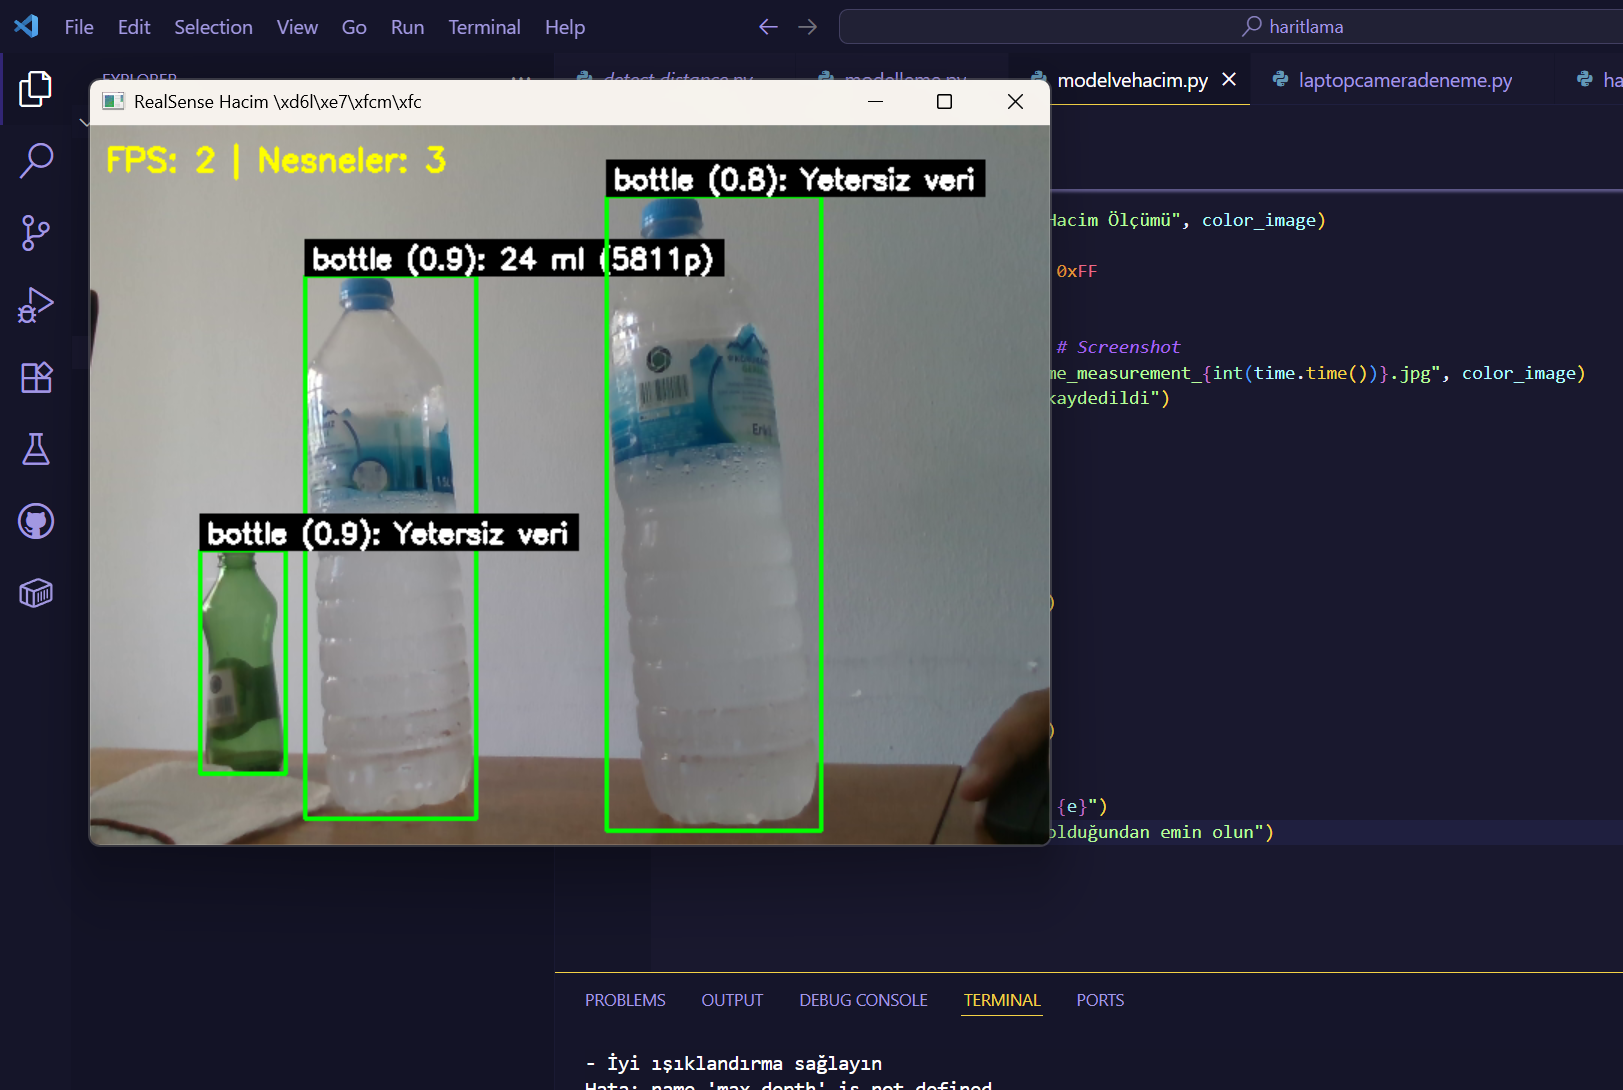 File Edit Selection View Go Run Terminal Help
haritlama
EXPLORER
detect_distance.py
modelleme.py
modelvehacim.py
laptopcameradeneme.py
ha
RealSense Hacim \xd6l\xe7\xfcm\xfc
FPS: 2 | Nesneler: 3
bottle (0.8): Yetersiz veri
bottle (0.9): 24 ml (5811p)
bottle (0.9): Yetersiz veri
Hacim Ölçümü", color_image)
0xFF
# Screenshot
me_measurement_{int(time.time())}.jpg", color_image)
kaydedildi")
)
)
{e}")
olduğundan emin olun")
PROBLEMS OUTPUT DEBUG CONSOLE TERMINAL PORTS
- İyi ışıklandırma sağlayın
Hata: name 'max_depth' is not defined